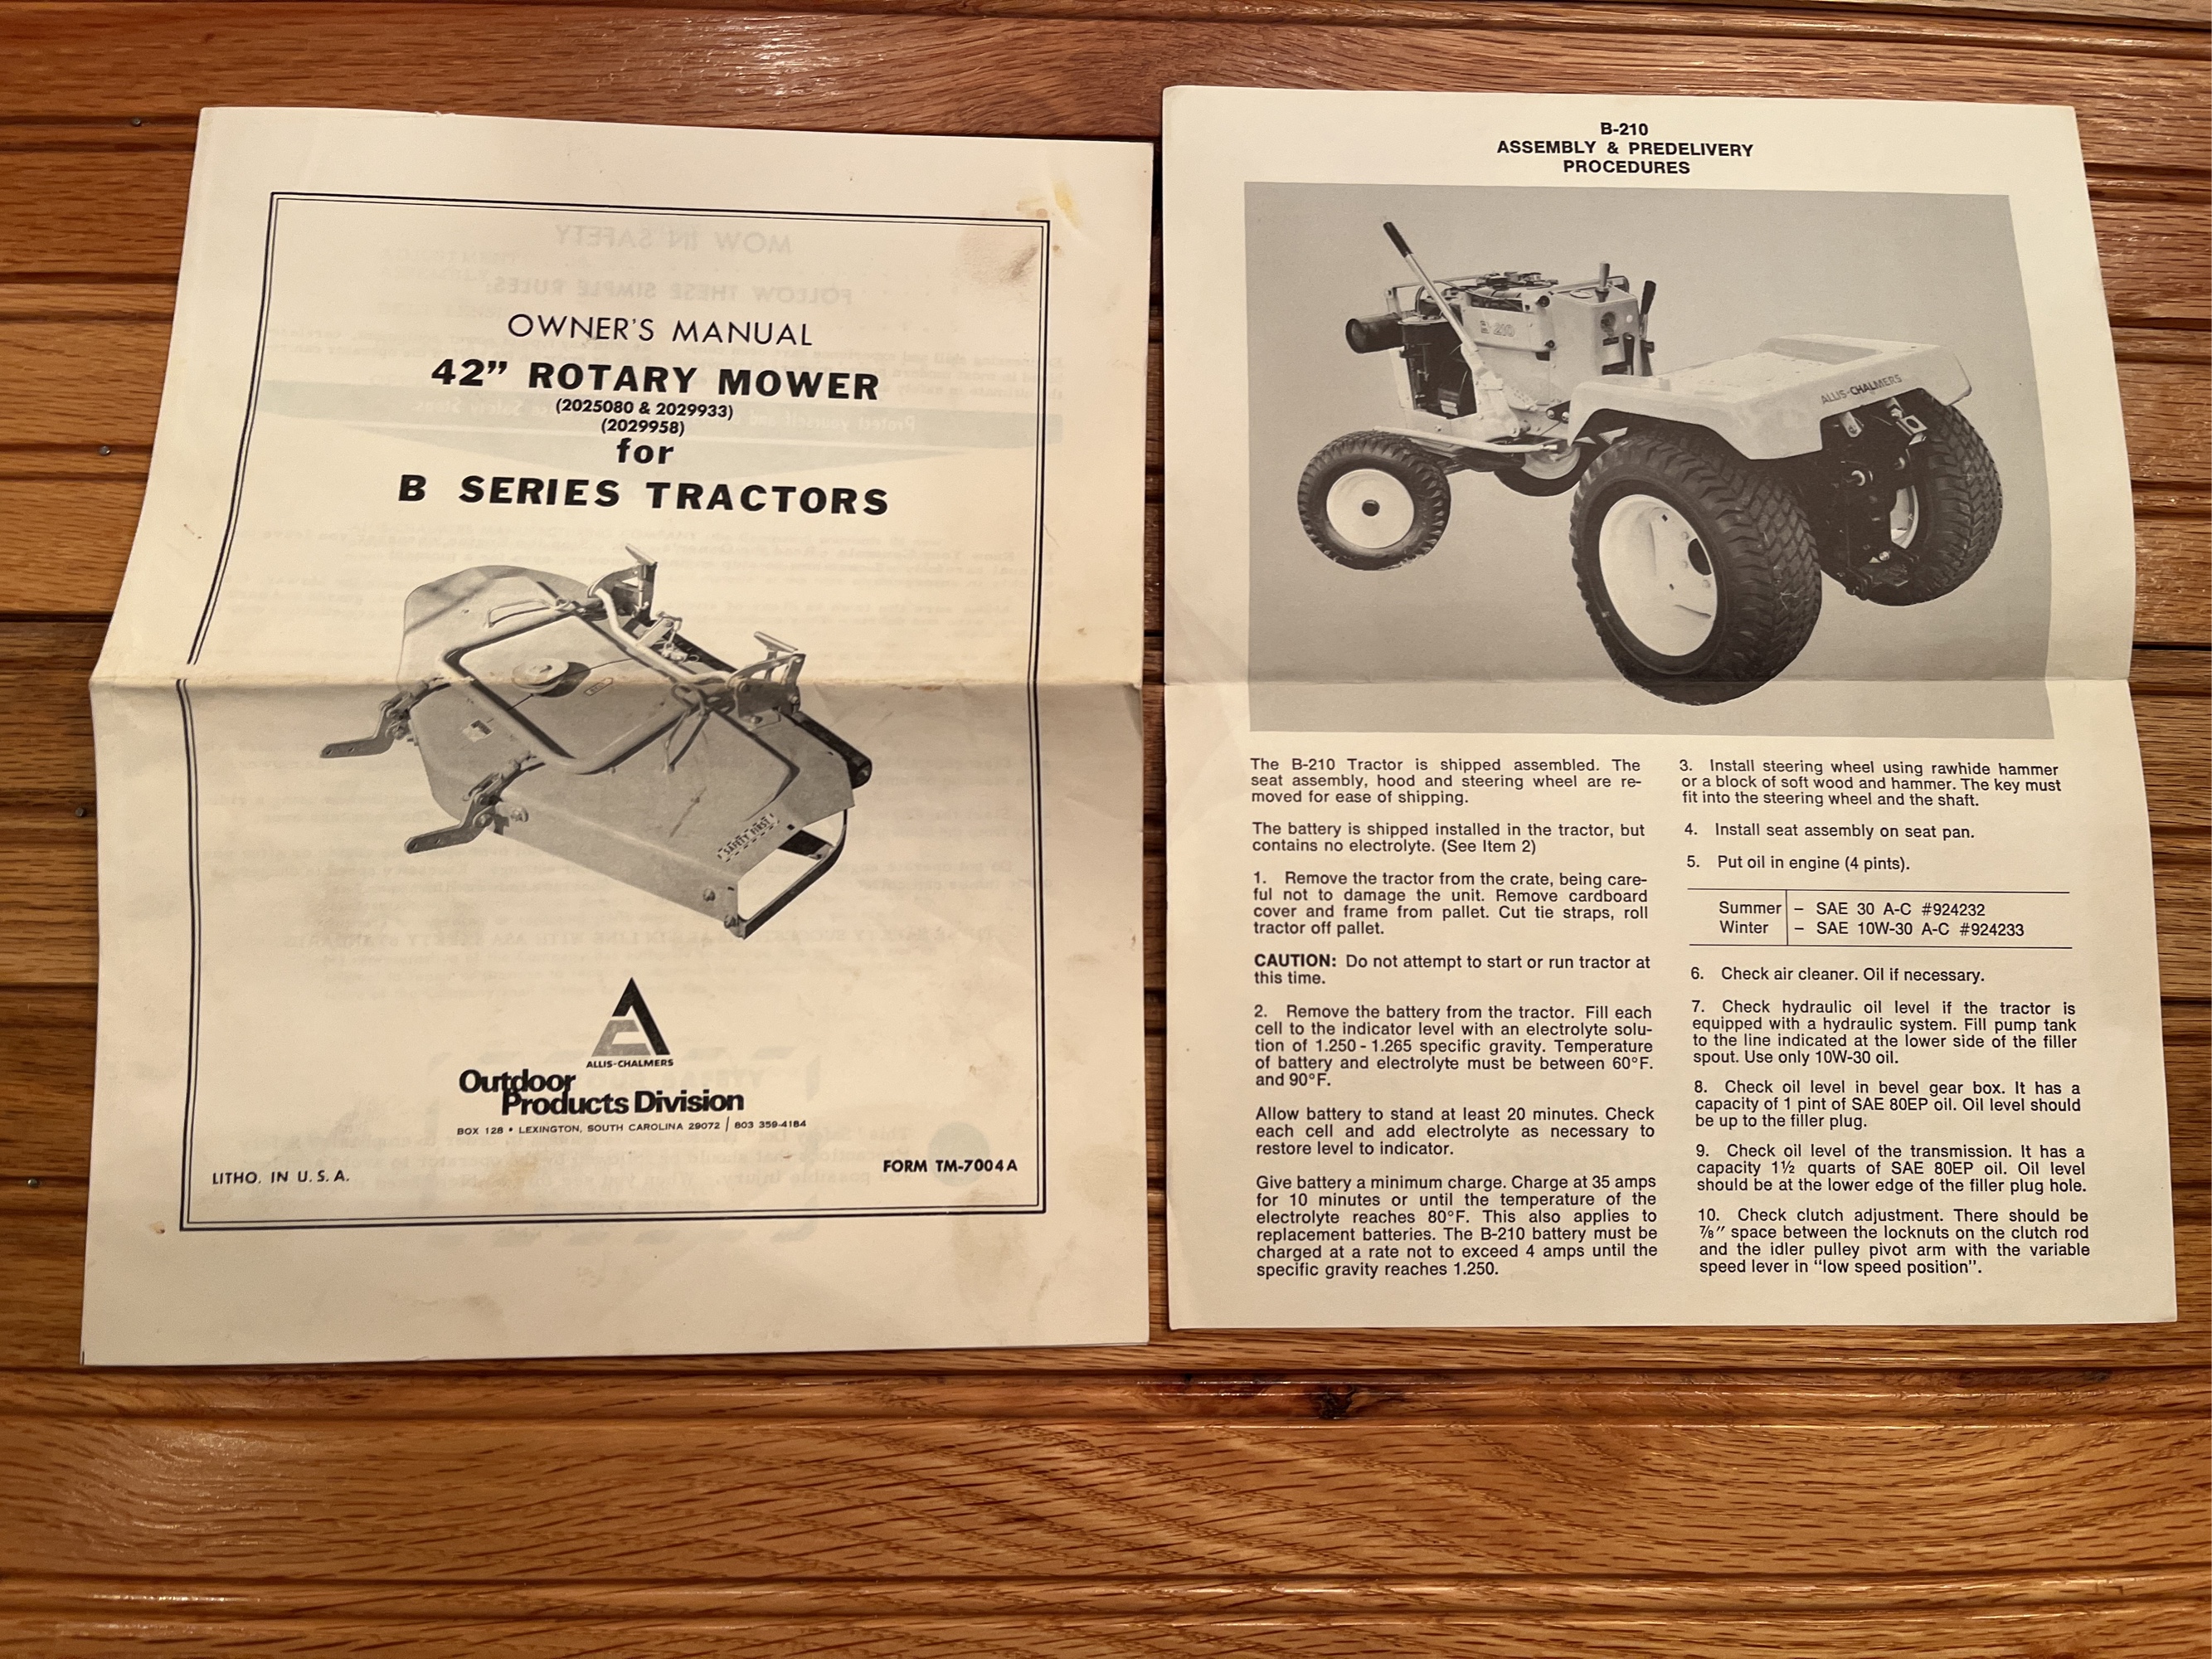 OWNER'S MANUAL
42” ROTARY MOWER
(2025080 & 2029933)
(2029958)
for
B SERIES TRACTORS
SAFETY FIRST
ALLIS-CHALMERS
Outdoor
Products Division
BOX 128 • LEXINGTON, SOUTH CAROLINA 29072 / 803 359-4184
LITHO. IN U. S. A.
FORM TM-7004A
MOW IN SAFETY
FOLLOW THESE SIMPLE RULES:
B-210
ASSEMBLY & PREDELIVERY
PROCEDURES
B-210
ALLIS-CHALMERS
The B-210 Tractor is shipped assembled. The
seat assembly, hood and steering wheel are re-
moved for ease of shipping.
The battery is shipped installed in the tractor, but
contains no electrolyte. (See Item 2)
1. Remove the tractor from the crate, being care-
ful not to damage the unit. Remove cardboard
cover and frame from pallet. Cut tie straps, roll
tractor off pallet.
CAUTION: Do not attempt to start or run tractor at
this time.
2. Remove the battery from the tractor. Fill each
cell to the indicator level with an electrolyte solu-
tion of 1.250 - 1.265 specific gravity. Temperature
of battery and electrolyte must be between 60°F.
and 90°F.
Allow battery to stand at least 20 minutes. Check
each cell and add electrolyte as necessary to
restore level to indicator.
Give battery a minimum charge. Charge at 35 amps
for 10 minutes or until the temperature of the
electrolyte reaches 80°F. This also applies to
replacement batteries. The B-210 battery must be
charged at a rate not to exceed 4 amps until the
specific gravity reaches 1.250.
3. Install steering wheel using rawhide hammer
or a block of soft wood and hammer. The key must
fit into the steering wheel and the shaft.
4. Install seat assembly on seat pan.
5. Put oil in engine (4 pints).
Summer – SAE 30 A-C #924232
Winter – SAE 10W-30 A-C #924233
6. Check air cleaner. Oil if necessary.
7. Check hydraulic oil level if the tractor is
equipped with a hydraulic system. Fill pump tank
to the line indicated at the lower side of the filler
spout. Use only 10W-30 oil.
8. Check oil level in bevel gear box. It has a
capacity of 1 pint of SAE 80EP oil. Oil level should
be up to the filler plug.
9. Check oil level of the transmission. It has a
capacity 1½ quarts of SAE 80EP oil. Oil level
should be at the lower edge of the filler plug hole.
10. Check clutch adjustment. There should be
⅞″ space between the locknuts on the clutch rod
and the idler pulley pivot arm with the variable
speed lever in “low speed position”.